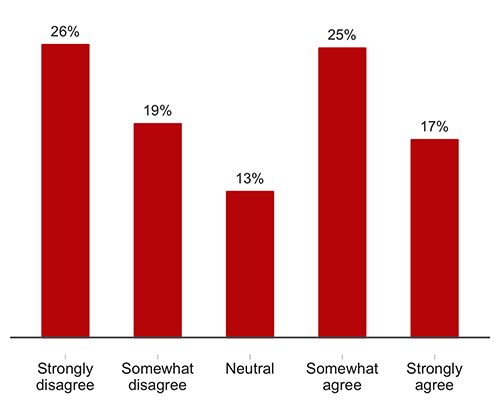 26%
19%
13%
25%
17%
Strongly
disagree
Somewhat
disagree
Neutral
Somewhat
agree
Strongly
agree